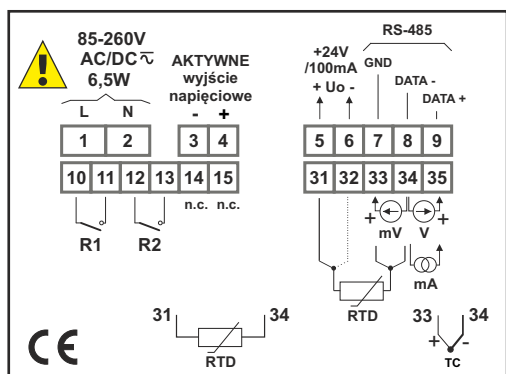 85-260V
AC/DC
6,5W
L N
AKTYWNE
wyjście
napięciowe
- +
1 2 3 4
10 11 12 13 14 15
n.c. n.c.
R1 R2
RS-485
+24V
/100mA
GND
DATA -
DATA +
+ Uo -
5 6 7 8 9
31 32 33 34 35
+ mV V +
mA
RTD
31 34
RTD
33 34
+ -
TC
CE